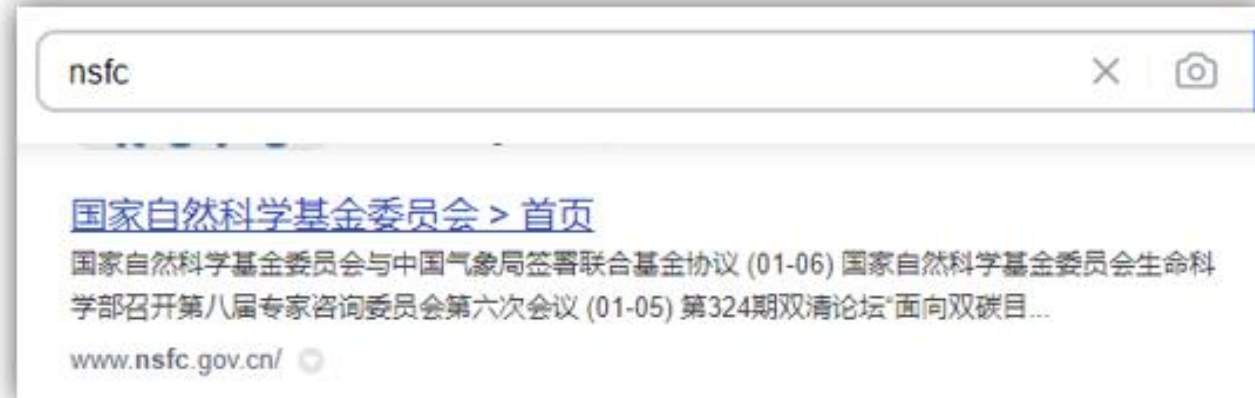 nsfc
国家自然科学基金委员会 > 首页
国家自然科学基金委员会与中国气象局签署联合基金协议 (01-06) 国家自然科学基金委员会生命科
学部召开第八届专家咨询委员会第六次会议 (01-05) 第324期双清论坛“面向双碳目...
www.nsfc.gov.cn/